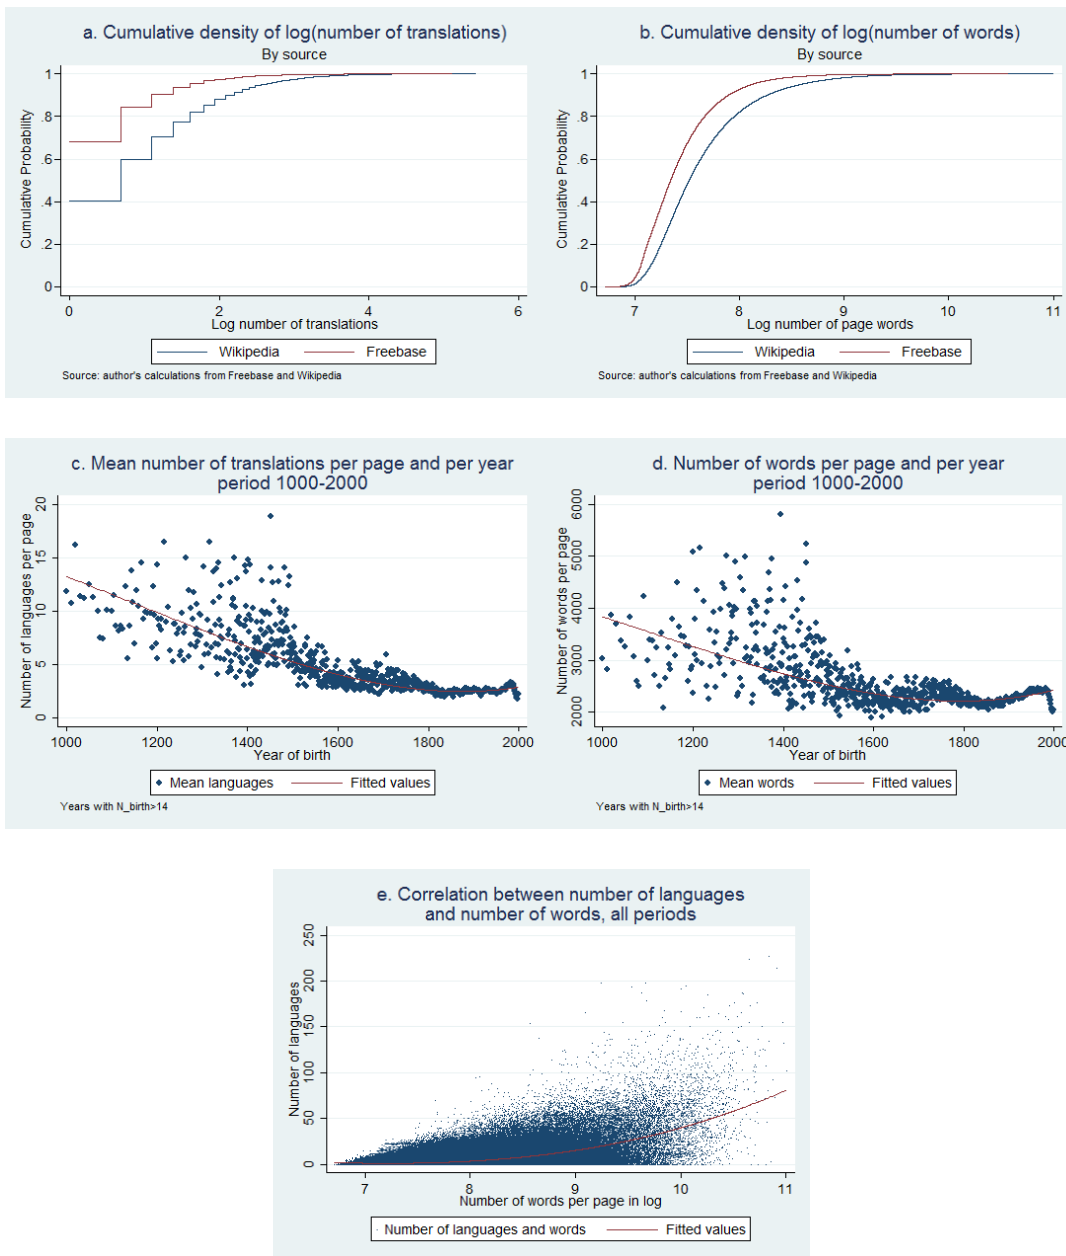 a. Cumulative density of log(number of translations)
By source
Cumulative Probability
1
.8
.6
.4
.2
0
0 2 4 6
Log number of translations
Wikipedia Freebase
Source: author's calculations from Freebase and Wikipedia
b. Cumulative density of log(number of words)
By source
Cumulative Probability
1
.8
.6
.4
.2
0
7 8 9 10 11
Log number of page words
Wikipedia Freebase
Source: author's calculations from Freebase and Wikipedia
c. Mean number of translations per page and per year
period 1000-2000
Number of languages per page
20
15
10
5
0
1000 1200 1400 1600 1800 2000
Year of birth
Mean languages Fitted values
Years with N_birth>14
d. Number of words per page and per year
period 1000-2000
Number of words per page
6000
5000
4000
3000
2000
1000 1200 1400 1600 1800 2000
Year of birth
Mean words Fitted values
Years with N_birth>14
e. Correlation between number of languages
and number of words, all periods
Number of languages
250
200
150
100
50
0
7 8 9 10 11
Number of words per page in log
Number of languages and words Fitted values